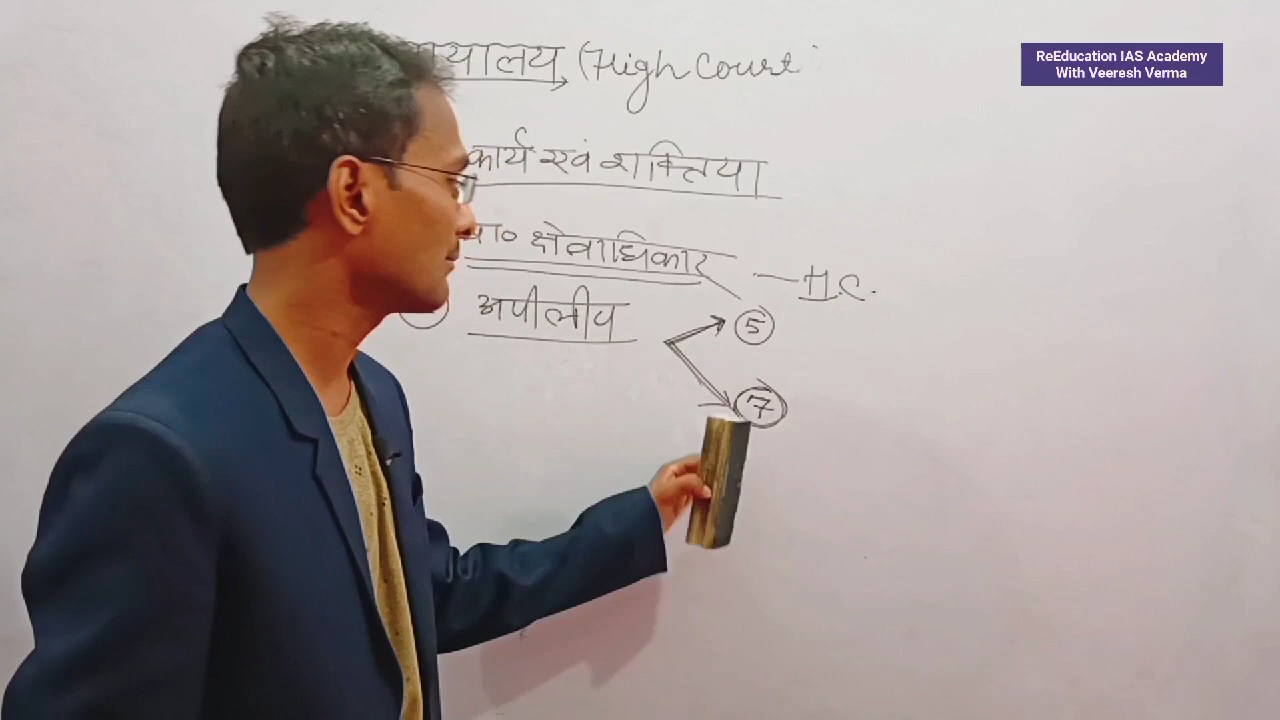 यालय (High Court
कार्य एवं शक्तिया
क्षेत्राधिकार — H.C.
अपीलीय
5
7
ReEducation IAS Academy
With Veeresh Verma